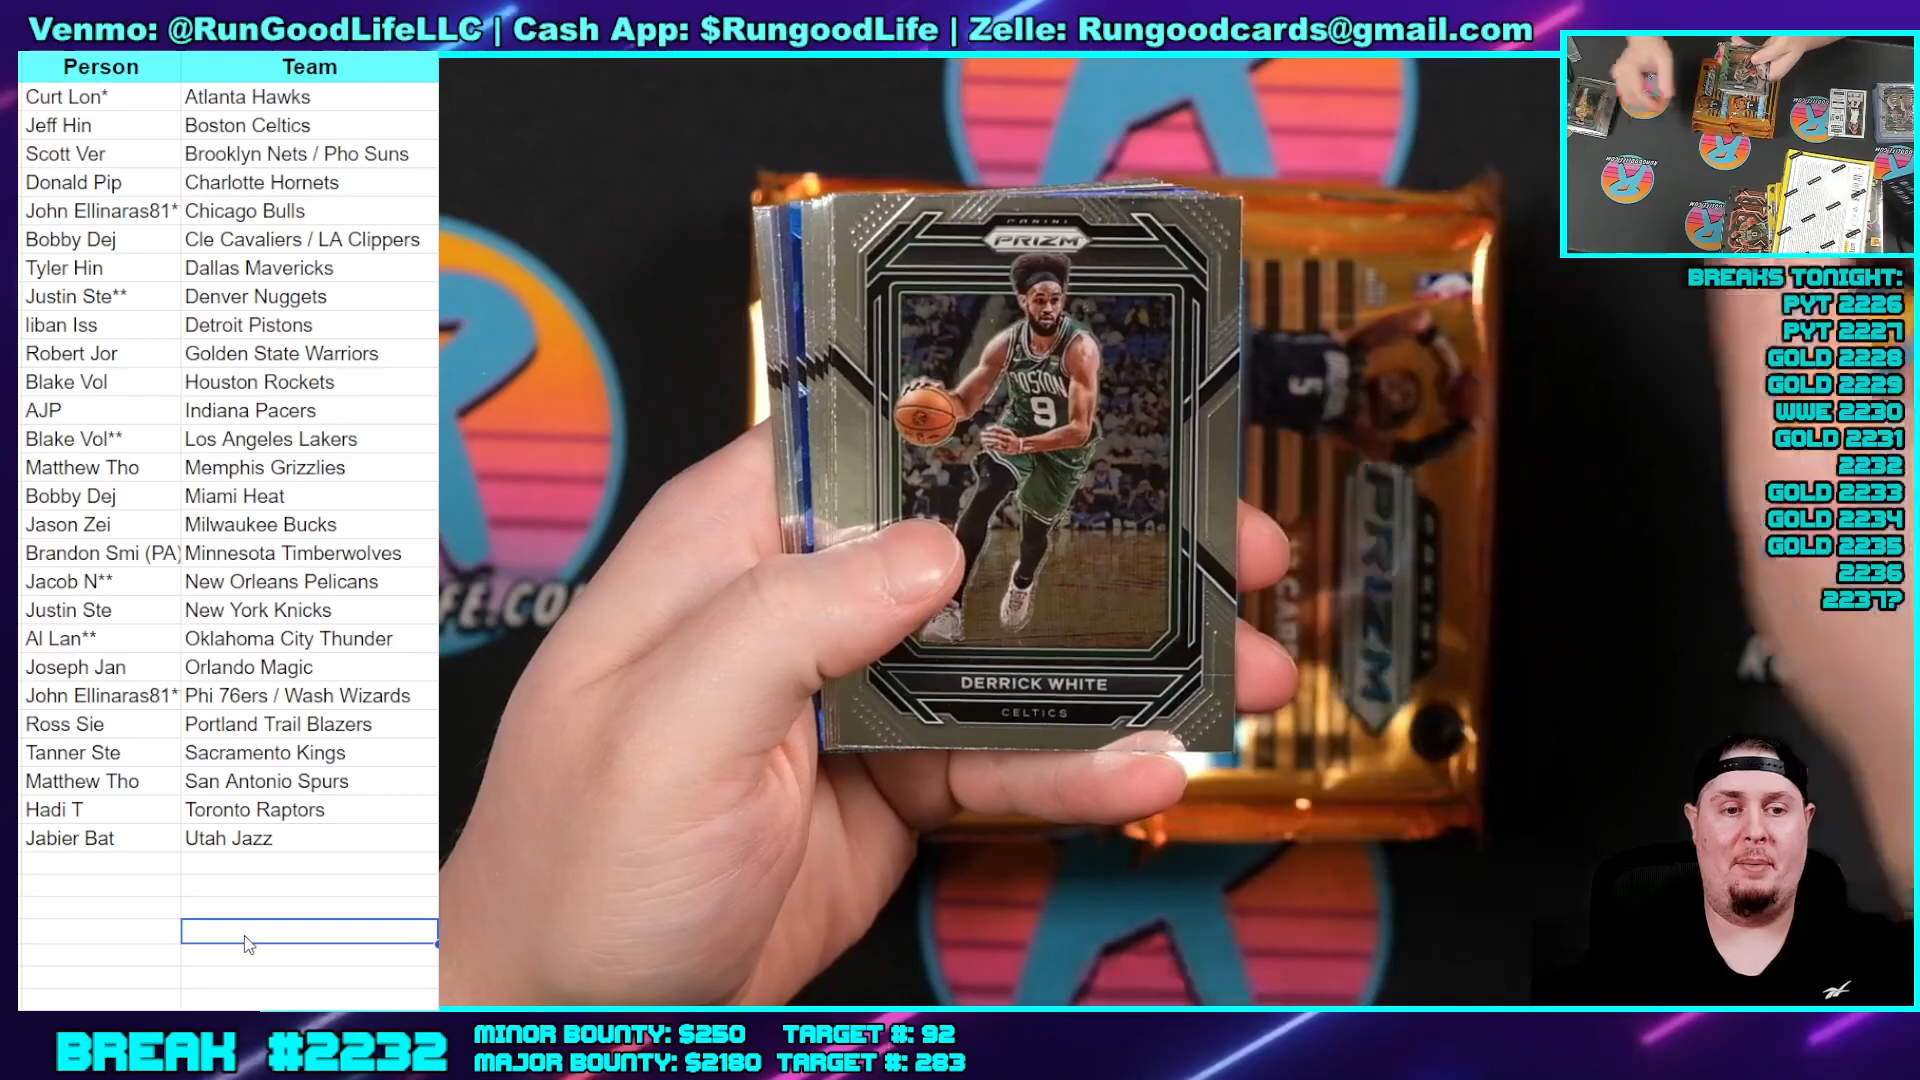 Venmo: @RunGoodLifeLLC | Cash App: $RungoodLife | Zelle: Rungoodcards@gmail.com
Person Team
Curt Lon* Atlanta Hawks
Jeff Hin Boston Celtics
Scott Ver Brooklyn Nets / Pho Suns
Donald Pip Charlotte Hornets
John Ellinaras81* Chicago Bulls
Bobby Dej Cle Cavaliers / LA Clippers
Tyler Hin Dallas Mavericks
Justin Ste** Denver Nuggets
liban Iss Detroit Pistons
Robert Jor Golden State Warriors
Blake Vol Houston Rockets
AJP Indiana Pacers
Blake Vol** Los Angeles Lakers
Matthew Tho Memphis Grizzlies
Bobby Dej Miami Heat
Jason Zei Milwaukee Bucks
Brandon Smi (PA) Minnesota Timberwolves
Jacob N** New Orleans Pelicans
Justin Ste New York Knicks
Al Lan** Oklahoma City Thunder
Joseph Jan Orlando Magic
John Ellinaras81* Phi 76ers / Wash Wizards
Ross Sie Portland Trail Blazers
Tanner Ste Sacramento Kings
Matthew Tho San Antonio Spurs
Hadi T Toronto Raptors
Jabier Bat Utah Jazz
PANINI
PRIZM
BOSTON
9
DERRICK WHITE
CELTICS
5
PANINI
PRIZM
BREAKS TONIGHT:
PYT 2226
PYT 2227
GOLD 2228
GOLD 2229
WWE 2230
GOLD 2231
2232
GOLD 2233
GOLD 2234
GOLD 2235
2236
2237?
BREAK #2232
MINOR BOUNTY: $250 TARGET #: 92
MAJOR BOUNTY: $2180 TARGET #: 283